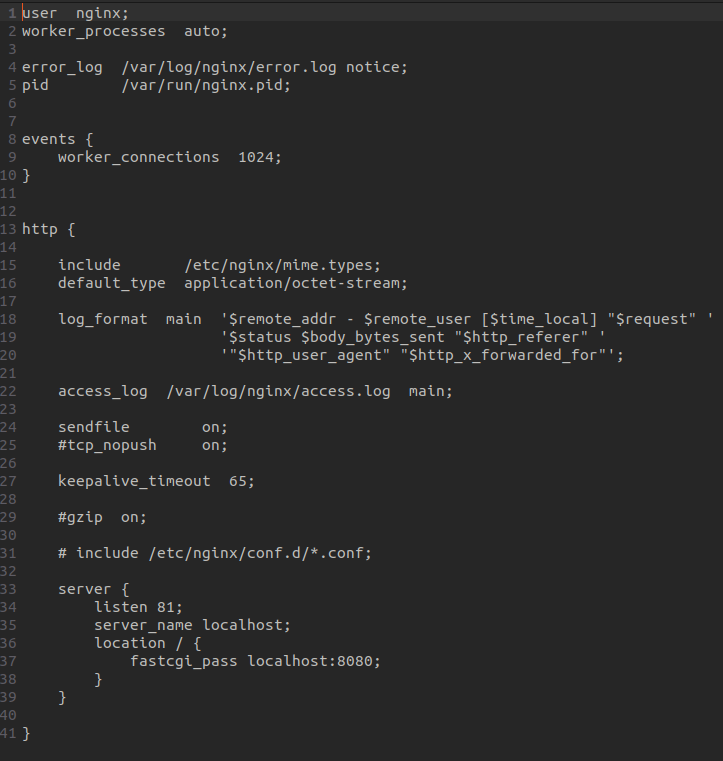 1 user  nginx;
2 worker_processes  auto;
3
4 error_log  /var/log/nginx/error.log notice;
5 pid        /var/run/nginx.pid;
6
7
8 events {
9     worker_connections  1024;
10 }
11
12
13 http {
14
15     include       /etc/nginx/mime.types;
16     default_type  application/octet-stream;
17
18     log_format  main  '$remote_addr - $remote_user [$time_local] "$request" '
19                       '$status $body_bytes_sent "$http_referer" '
20                       '"$http_user_agent" "$http_x_forwarded_for"';
21
22     access_log  /var/log/nginx/access.log  main;
23
24     sendfile        on;
25     #tcp_nopush     on;
26
27     keepalive_timeout  65;
28
29     #gzip  on;
30
31     # include /etc/nginx/conf.d/*.conf;
32
33     server {
34         listen 81;
35         server_name localhost;
36         location / {
37             fastcgi_pass localhost:8080;
38         }
39     }
40
41 }